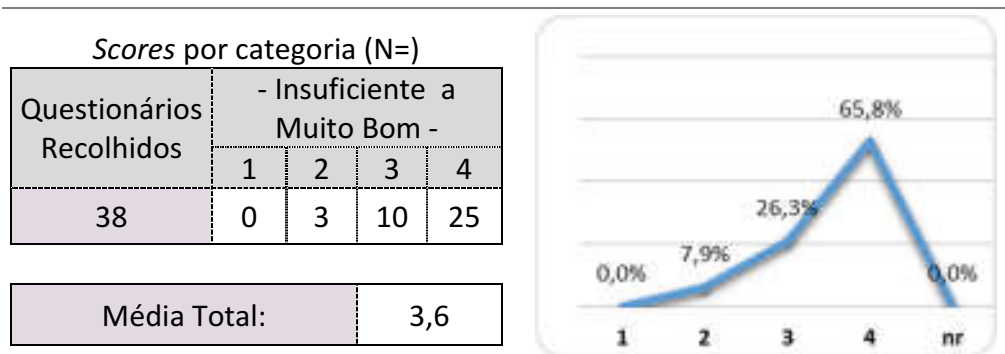 Scores por categoria (N=)
Questionários Recolhidos
- Insuficiente a
Muito Bom -
1 2 3 4
38 0 3 10 25
Média Total: 3,6
65,8%
26,3%
7,9%
0,0%
0,0%
1 2 3 4 nr